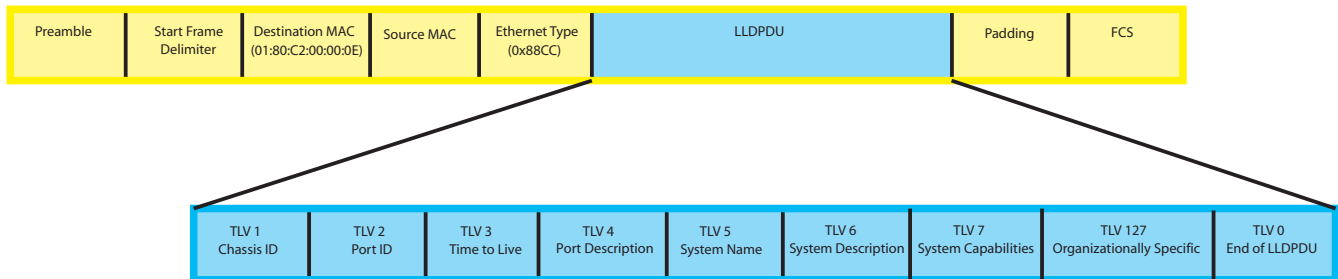 Preamble
Start Frame
Delimiter
Destination MAC
(01:80:C2:00:00:0E)
Source MAC
Ethernet Type
(0x88CC)
LLDPDU
Padding
FCS
TLV 1
Chassis ID
TLV 2
Port ID
TLV 3
Time to Live
TLV 4
Port Description
TLV 5
System Name
TLV 6
System Description
TLV 7
System Capabilities
TLV 127
Organizationally Specific
TLV 0
End of LLDPDU